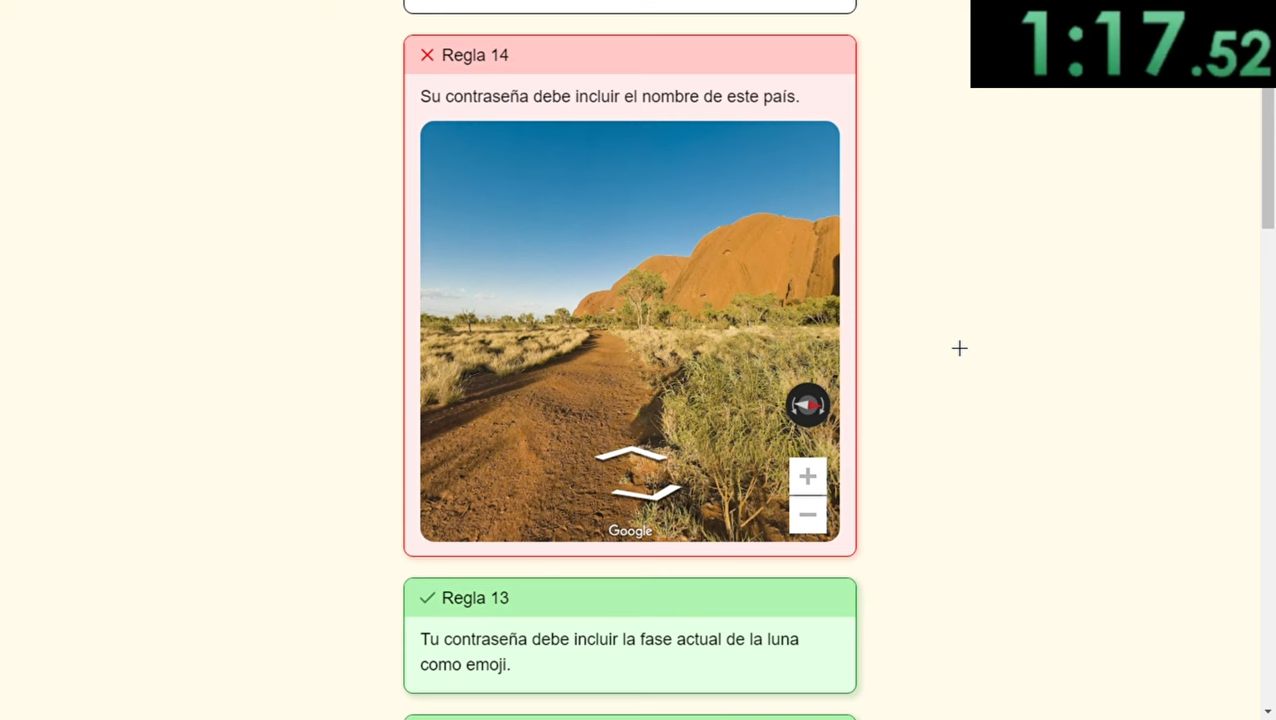 1:17.52
Regla 14
Su contraseña debe incluir el nombre de este país.
Google
Regla 13
Tu contraseña debe incluir la fase actual de la luna
como emoji.